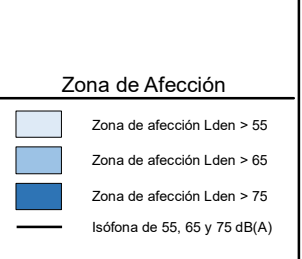 Zona de Afección
Zona de afección Lden > 55
Zona de afección Lden > 65
Zona de afección Lden > 75
Isófona de 55, 65 y 75 dB(A)